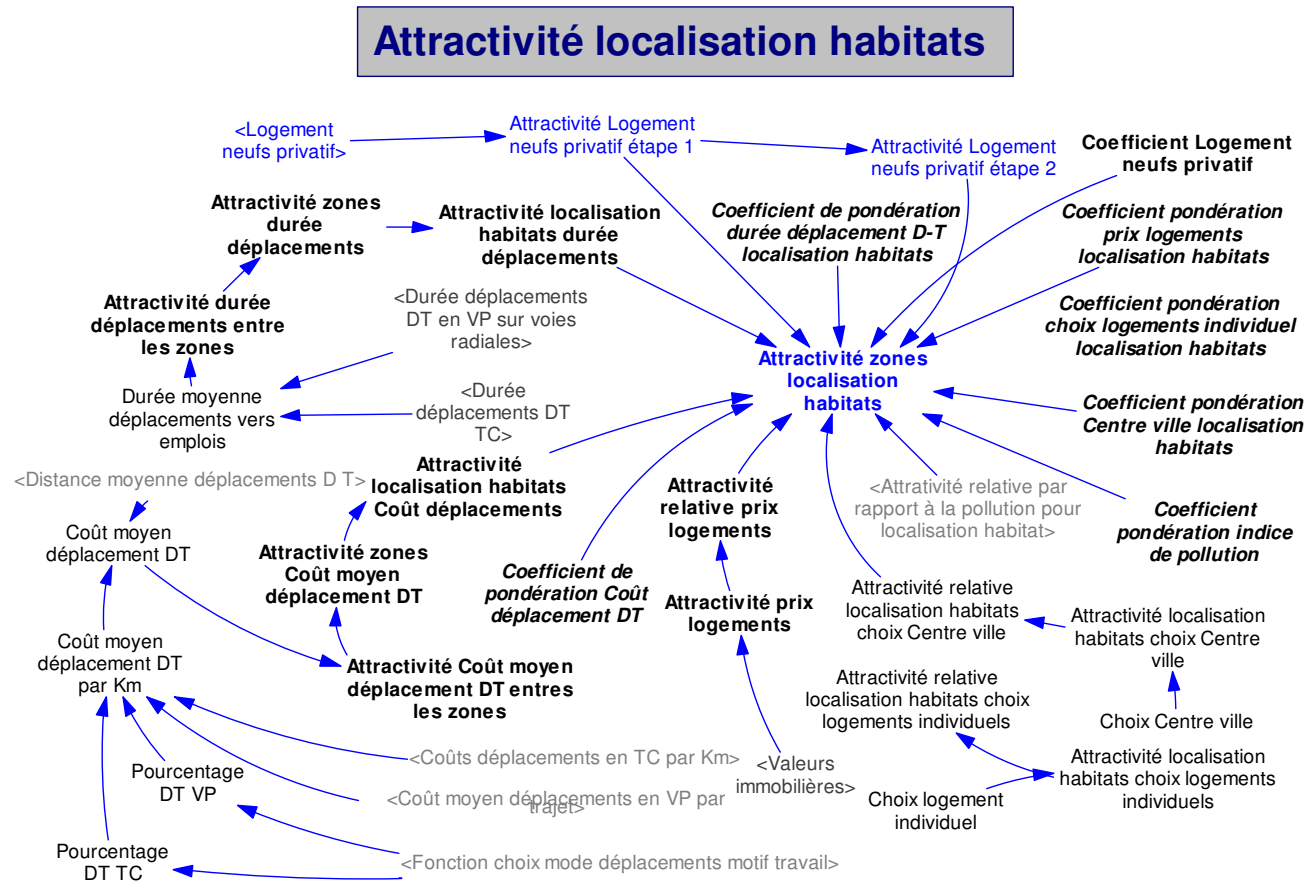 Attractivité localisation habitats
<Logement
neufs privatif>
Attractivité Logement
neufs privatif étape 1
Attractivité Logement
neufs privatif étape 2
Coefficient Logement
neufs privatif
Attractivité zones
durée
déplacements
Attractivité localisation
habitats durée
déplacements
Coefficient de pondération
durée déplacement D-T
localisation habitats
Coefficient pondération
prix logements
localisation habitats
Attractivité durée
déplacements entre
les zones
<Durée déplacements
DT en VP sur voies
radiales>
Coefficient pondération
choix logements individuel
localisation habitats
Attractivité zones
localisation
habitats
Durée moyenne
déplacements vers
emplois
<Durée
déplacements DT
TC>
Coefficient pondération
Centre ville localisation
habitats
<Distance moyenne déplacements D T>
Attractivité
localisation habitats
Coût déplacements
Attractivité
relative prix
logements
<Attrativité relative par
rapport à la pollution pour
localisation habitat>
Coefficient
pondération indice
de pollution
Coût moyen
déplacement DT
Attractivité zones
Coût moyen
déplacement DT
Coefficient de
pondération Coût
déplacement DT
Attractivité prix
logements
Attractivité relative
localisation habitats
choix Centre ville
Attractivité localisation
habitats choix Centre
ville
Coût moyen
déplacement DT
par Km
Attractivité Coût moyen
déplacement DT entres
les zones
Attractivité relative
localisation habitats choix
logements individuels
Choix Centre ville
<Coûts déplacements en TC par Km>
<Valeurs
immobilières>
Attractivité localisation
habitats choix logements
individuels
Pourcentage
DT VP
<Coût moyen déplacements en VP par
trajet>
Choix logement
individuel
Pourcentage
DT TC
<Fonction choix mode déplacements motif travail>